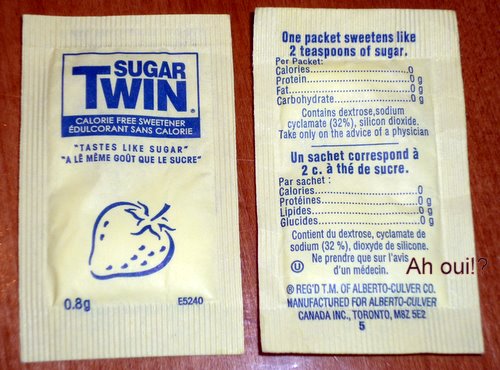 SUGAR
TWIN®
CALORIE FREE SWEETENER
ÉDULCORANT SANS CALORIE
"TASTES LIKE SUGAR"
"A LÊ MÊME GOÛT QUE LE SUCRE"
0.8g
E5240
One packet sweetens like
2 teaspoons of sugar.
Per Packet:
Calories....................0
Protein....................0 g
Fat....................0 g
Carbohydrate....................0 g
Contains dextrose,sodium
cyclamate (32%), silicon dioxide.
Take only on the advice of a physician
Un sachet correspond à
2 c. à thé de sucre.
Par sachet :
Calories....................0
Protéines....................0 g
Lipides....................0 g
Glucides....................0 g
Contient du dextrose, cyclamate de
sodium (32 %), dioxyde de silicone.
Ne prendre que sur l'avis
d'un médecin.
U
Ah oui!?
® REG'D T.M. OF ALBERTO-CULVER CO.
MANUFACTURED FOR ALBERTO-CULVER
CANADA INC., TORONTO, M8Z 5E2
5